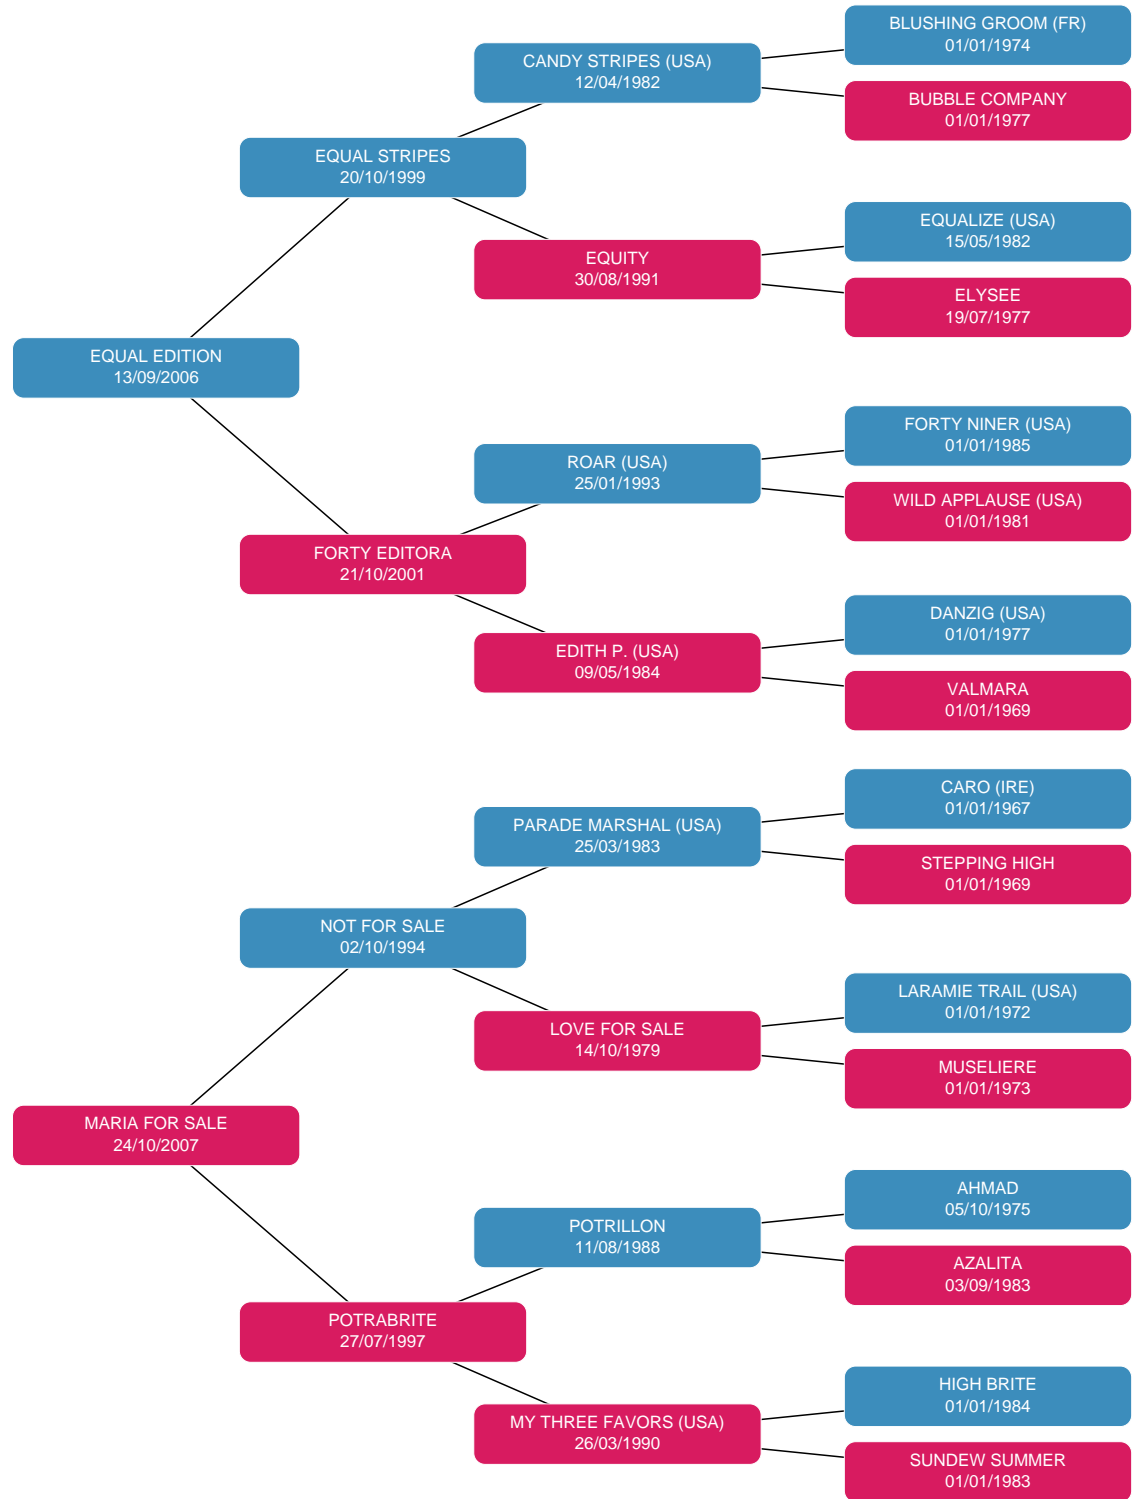 BLUSHING GROOM (FR)
01/01/1974
CANDY STRIPES (USA)
12/04/1982
BUBBLE COMPANY
01/01/1977
EQUAL STRIPES
20/10/1999
EQUALIZE (USA)
15/05/1982
EQUITY
30/08/1991
ELYSEE
19/07/1977
EQUAL EDITION
13/09/2006
FORTY NINER (USA)
01/01/1985
ROAR (USA)
25/01/1993
WILD APPLAUSE (USA)
01/01/1981
FORTY EDITORA
21/10/2001
DANZIG (USA)
01/01/1977
EDITH P. (USA)
09/05/1984
VALMARA
01/01/1969
CARO (IRE)
01/01/1967
PARADE MARSHAL (USA)
25/03/1983
STEPPING HIGH
01/01/1969
NOT FOR SALE
02/10/1994
LARAMIE TRAIL (USA)
01/01/1972
LOVE FOR SALE
14/10/1979
MUSELIERE
01/01/1973
MARIA FOR SALE
24/10/2007
AHMAD
05/10/1975
POTRILLON
11/08/1988
AZALITA
03/09/1983
POTRABRITE
27/07/1997
HIGH BRITE
01/01/1984
MY THREE FAVORS (USA)
26/03/1990
SUNDEW SUMMER
01/01/1983